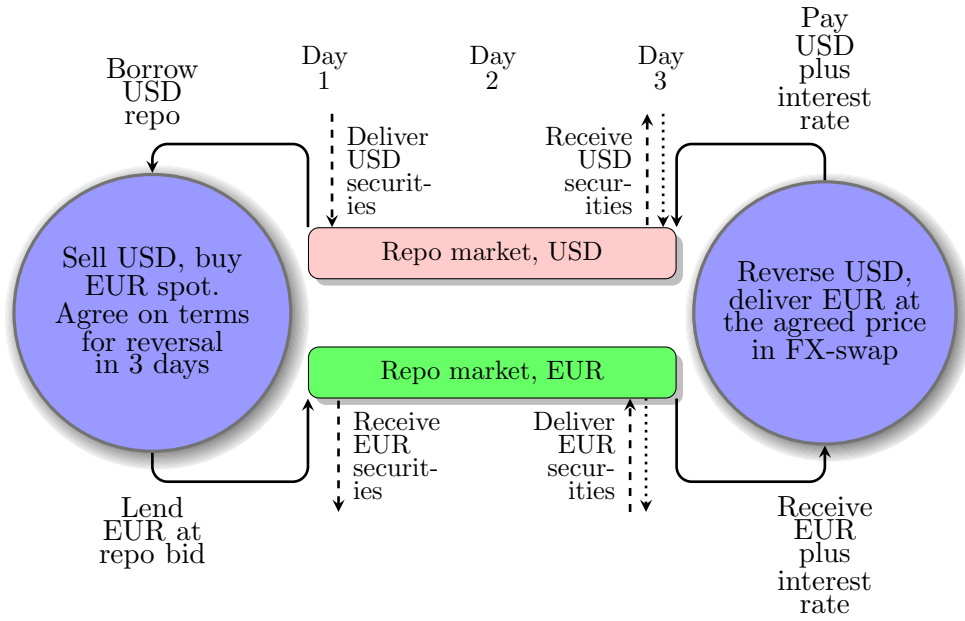 Borrow
USD
repo
Day
1
Day
2
Day
3
Pay
USD
plus
interest
rate
Deliver
USD
securit-
ies
Receive
USD
secur-
ities
Sell USD, buy
EUR spot.
Agree on terms
for reversal
in 3 days
Repo market, USD
Reverse USD,
deliver EUR at
the agreed price
in FX-swap
Repo market, EUR
Receive
EUR
securit-
ies
Deliver
EUR
secur-
ities
Lend
EUR at
repo bid
Receive
EUR
plus
interest
rate